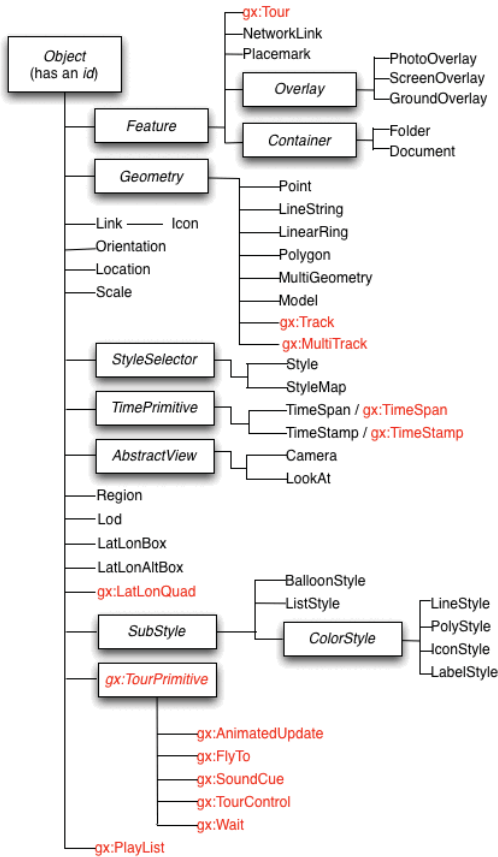 Object
(has an id)
gx:Tour
NetworkLink
Placemark
Overlay
PhotoOverlay
ScreenOverlay
GroundOverlay
Feature
Container
Folder
Document
Geometry
Point
LineString
LinearRing
Polygon
MultiGeometry
Model
gx:Track
gx:MultiTrack
Link
Icon
Orientation
Location
Scale
StyleSelector
Style
StyleMap
TimePrimitive
TimeSpan / gx:TimeSpan
TimeStamp / gx:TimeStamp
AbstractView
Camera
LookAt
Region
Lod
LatLonBox
LatLonAltBox
gx:LatLonQuad
SubStyle
BalloonStyle
ListStyle
ColorStyle
LineStyle
PolyStyle
IconStyle
LabelStyle
gx:TourPrimitive
gx:AnimatedUpdate
gx:FlyTo
gx:SoundCue
gx:TourControl
gx:Wait
gx:PlayList